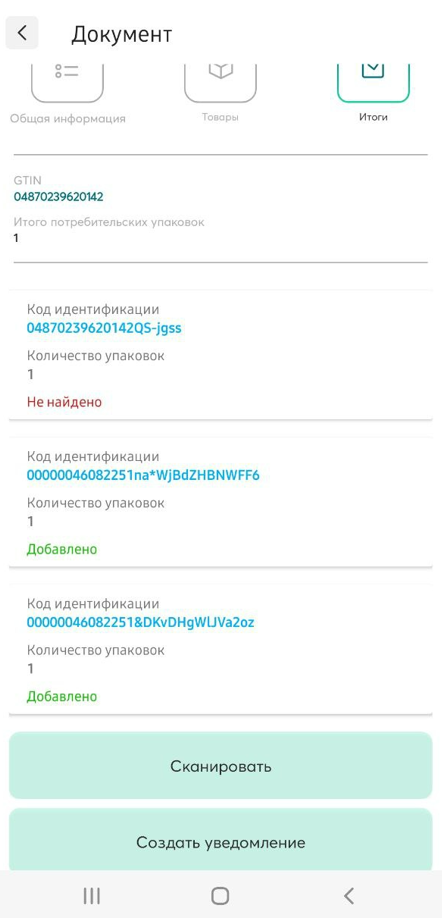 Документ
Общая информация
Товары
Итоги
GTIN
04870239620142
Итого потребительских упаковок
1
Код идентификации
04870239620142QS-jgss
Количество упаковок
1
Не найдено
Код идентификации
00000046082251na*WjBdZHBNWFF6
Количество упаковок
1
Добавлено
Код идентификации
00000046082251&DKvDHgWlJVa2oz
Количество упаковок
1
Добавлено
Сканировать
Создать уведомление